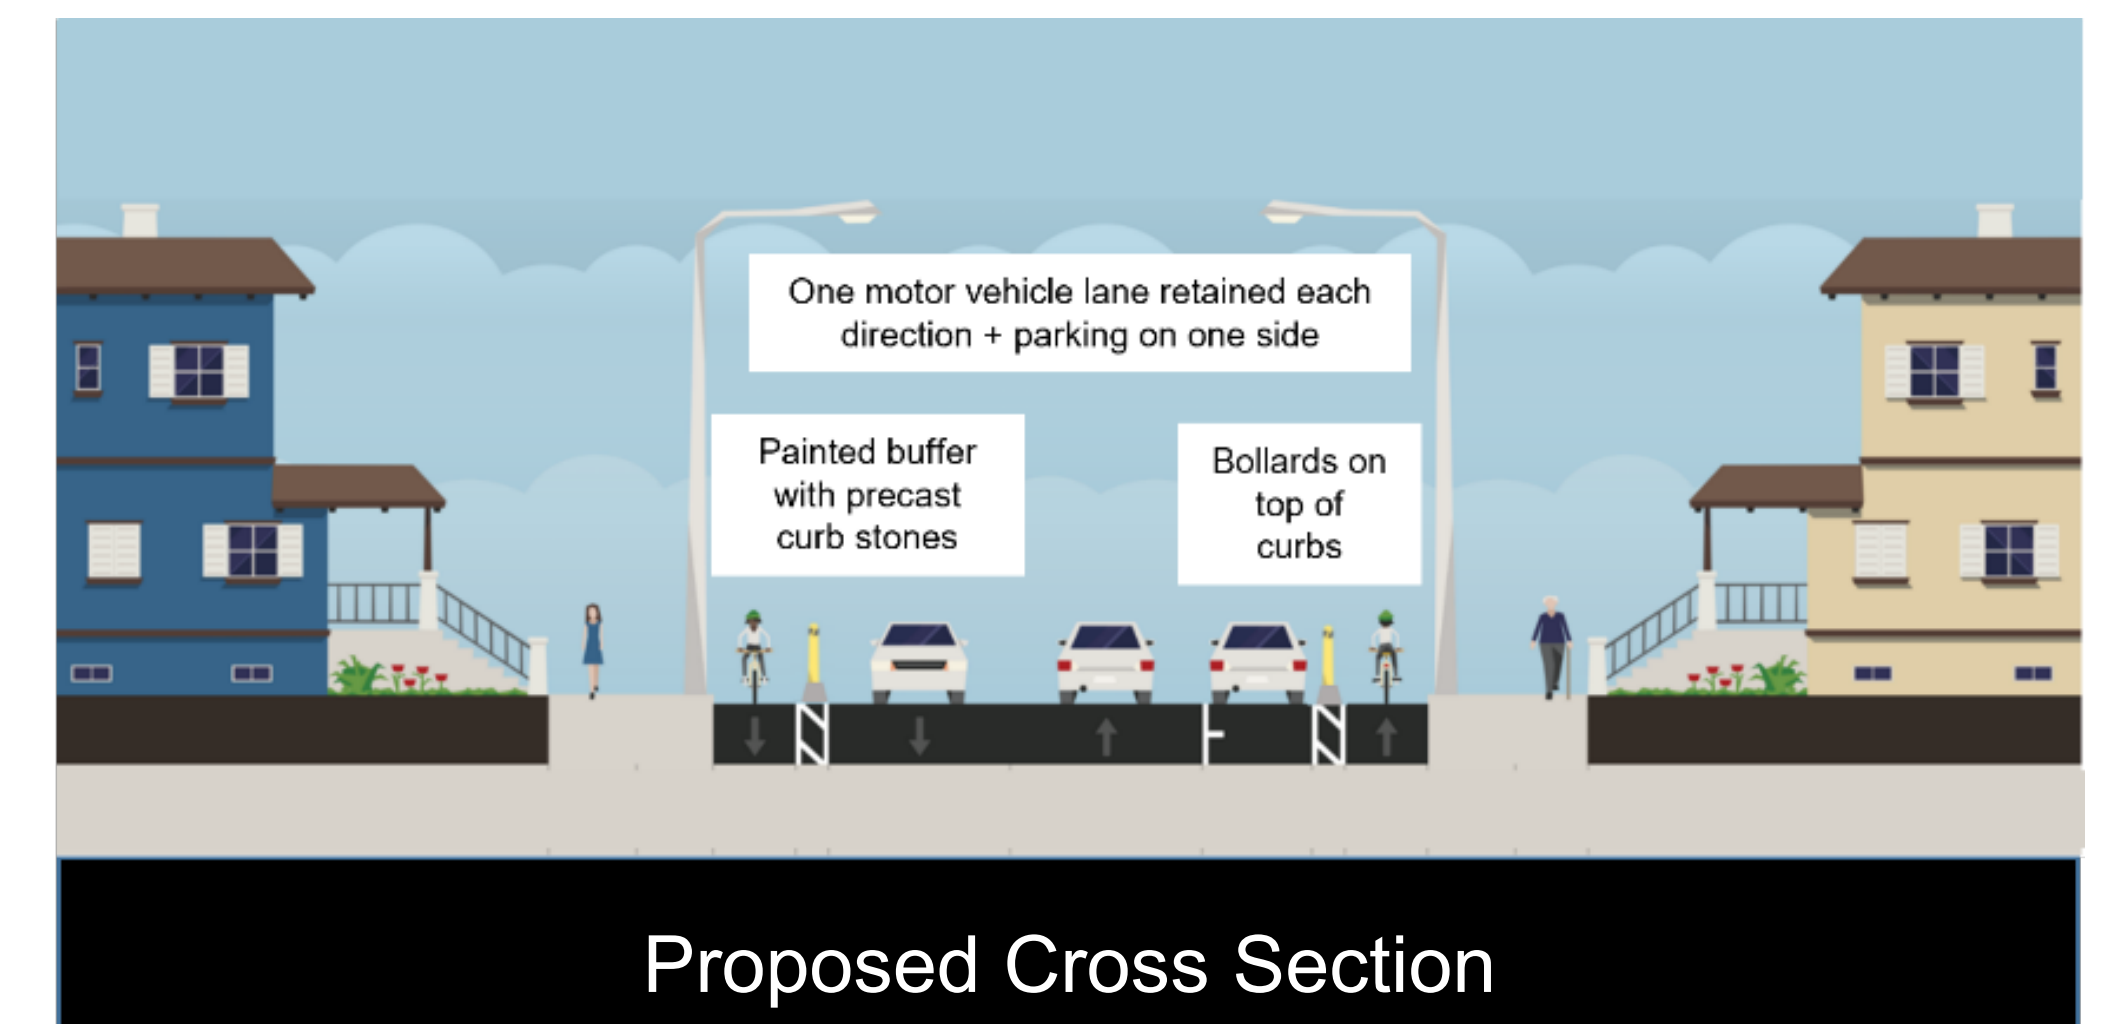 One motor vehicle lane retained each
direction + parking on one side
Painted buffer
with precast
curb stones
Bollards on
top of
curbs
Proposed Cross Section